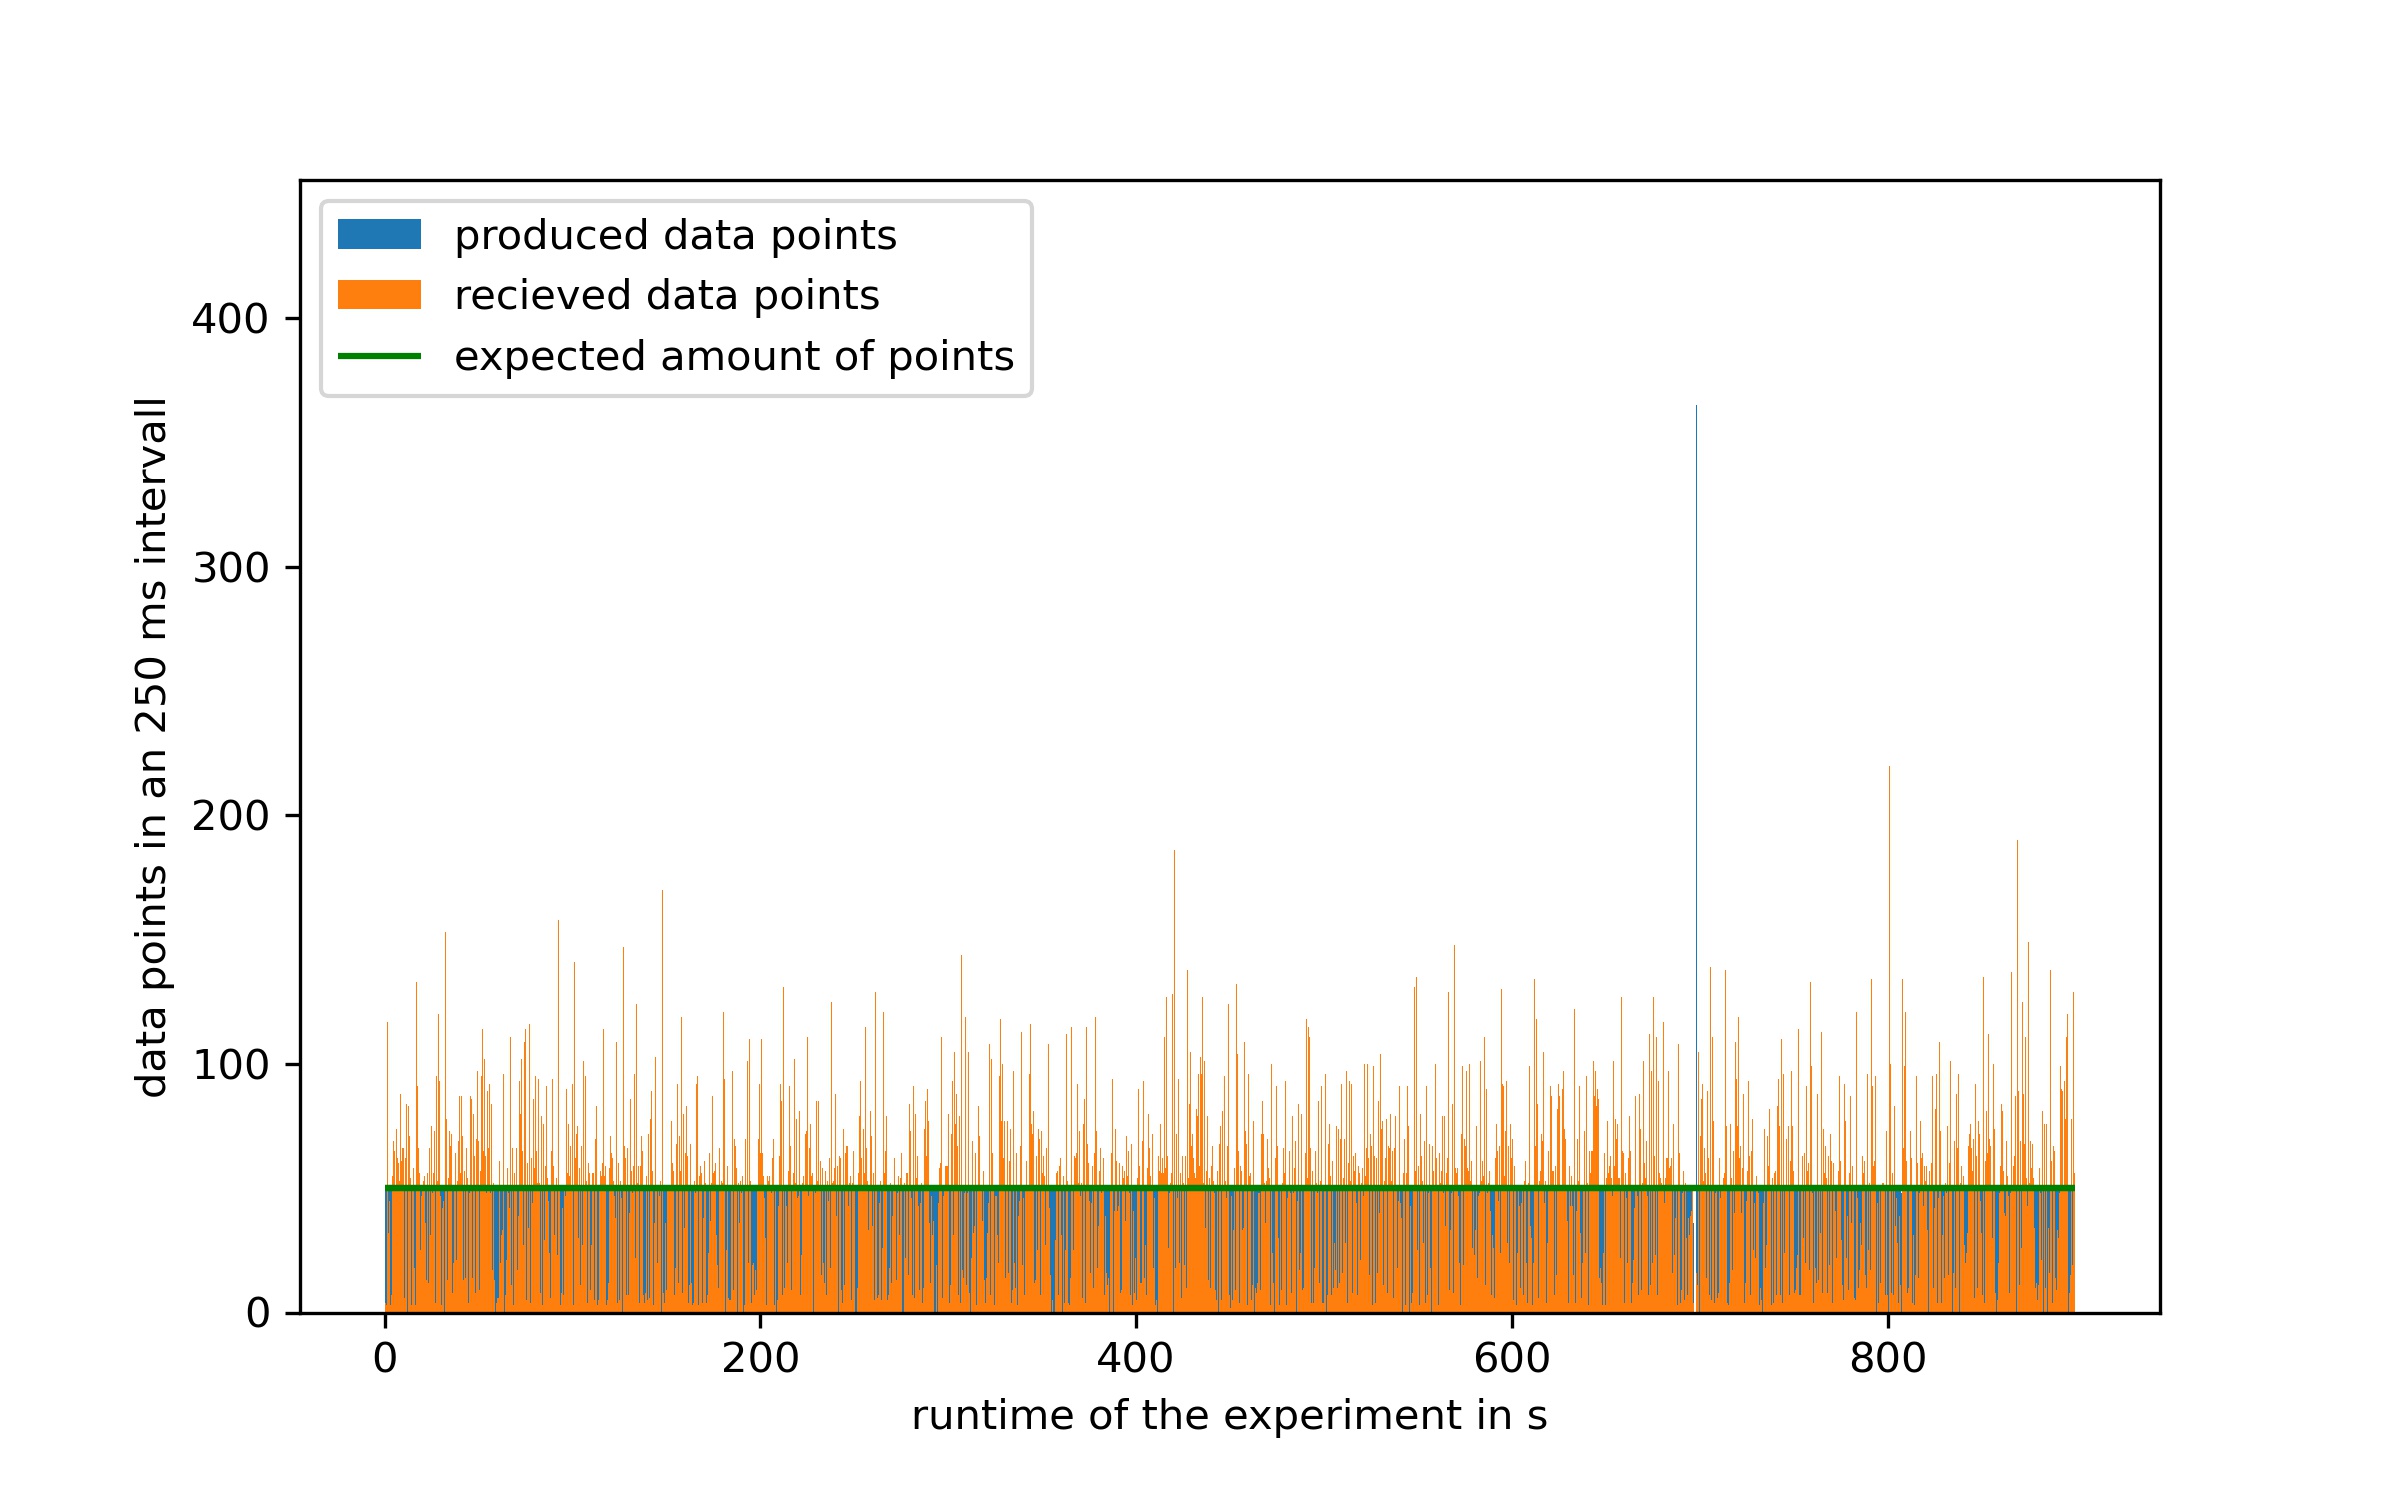 produced data points
recieved data points
expected amount of points
data points in an 250 ms intervall
400
300
200
100
0
0 200 400 600 800
runtime of the experiment in s